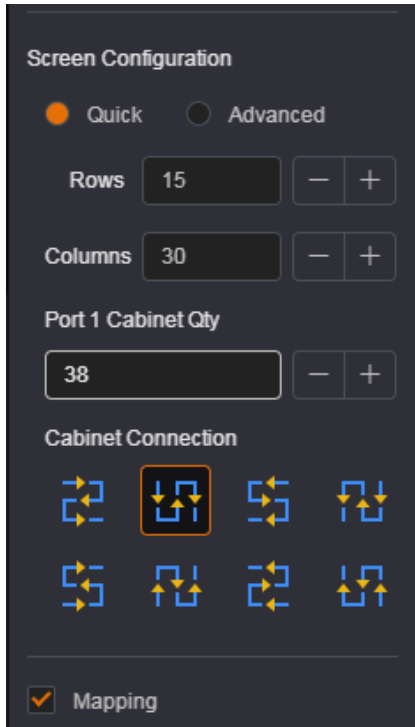 Screen Configuration
Quick Advanced
Rows 15 − +
Columns 30 − +
Port 1 Cabinet Qty
38 − +
Cabinet Connection
Mapping